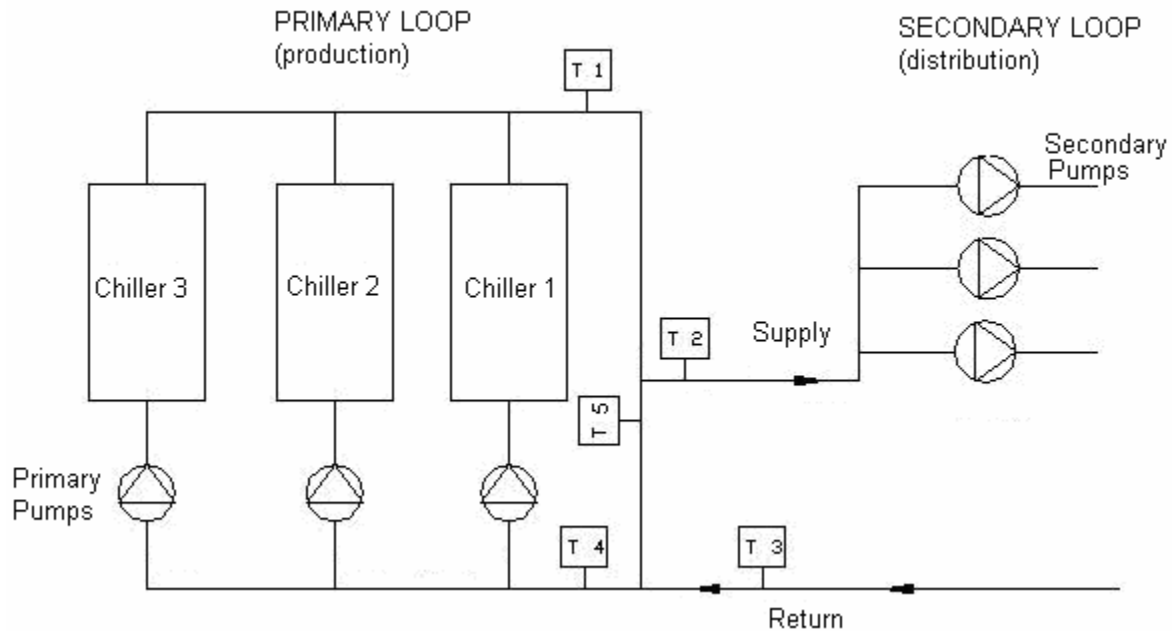 PRIMARY LOOP
(production)
SECONDARY LOOP
(distribution)
T 1
Secondary
Pumps
Chiller 3
Chiller 2
Chiller 1
T 2
Supply
T 5
Primary
Pumps
T 4
T 3
Return